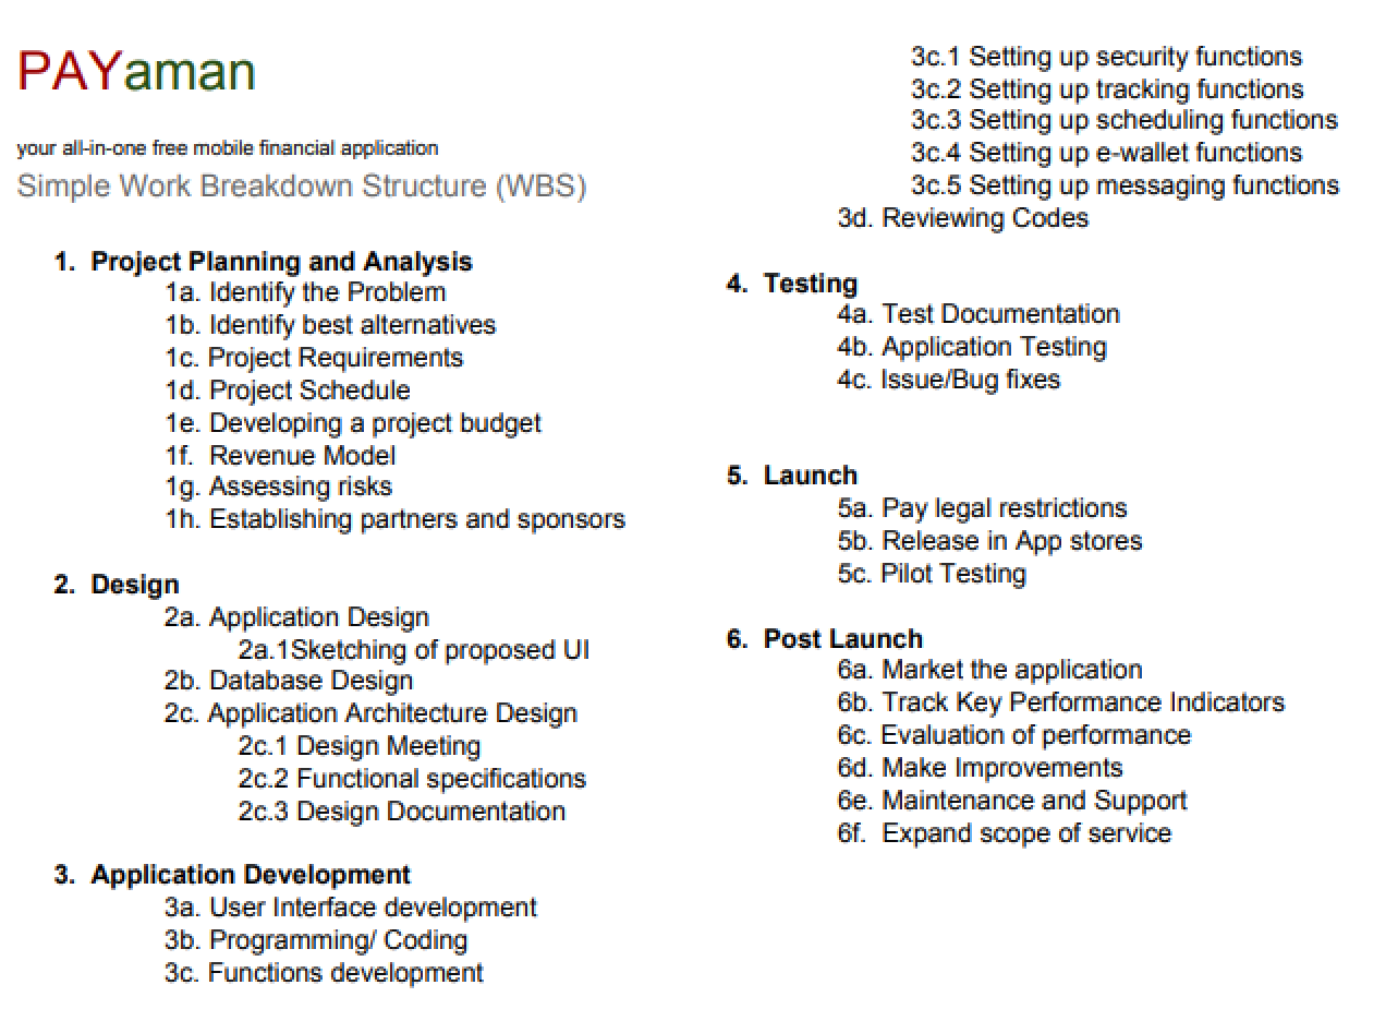 PAYaman
your all-in-one free mobile financial application
Simple Work Breakdown Structure (WBS)
1. Project Planning and Analysis
1a. Identify the Problem
1b. Identify best alternatives
1c. Project Requirements
1d. Project Schedule
1e. Developing a project budget
1f. Revenue Model
1g. Assessing risks
1h. Establishing partners and sponsors
2. Design
2a. Application Design
2a.1Sketching of proposed UI
2b. Database Design
2c. Application Architecture Design
2c.1 Design Meeting
2c.2 Functional specifications
2c.3 Design Documentation
3. Application Development
3a. User Interface development
3b. Programming/ Coding
3c. Functions development
3c.1 Setting up security functions
3c.2 Setting up tracking functions
3c.3 Setting up scheduling functions
3c.4 Setting up e-wallet functions
3c.5 Setting up messaging functions
3d. Reviewing Codes
4. Testing
4a. Test Documentation
4b. Application Testing
4c. Issue/Bug fixes
5. Launch
5a. Pay legal restrictions
5b. Release in App stores
5c. Pilot Testing
6. Post Launch
6a. Market the application
6b. Track Key Performance Indicators
6c. Evaluation of performance
6d. Make Improvements
6e. Maintenance and Support
6f. Expand scope of service